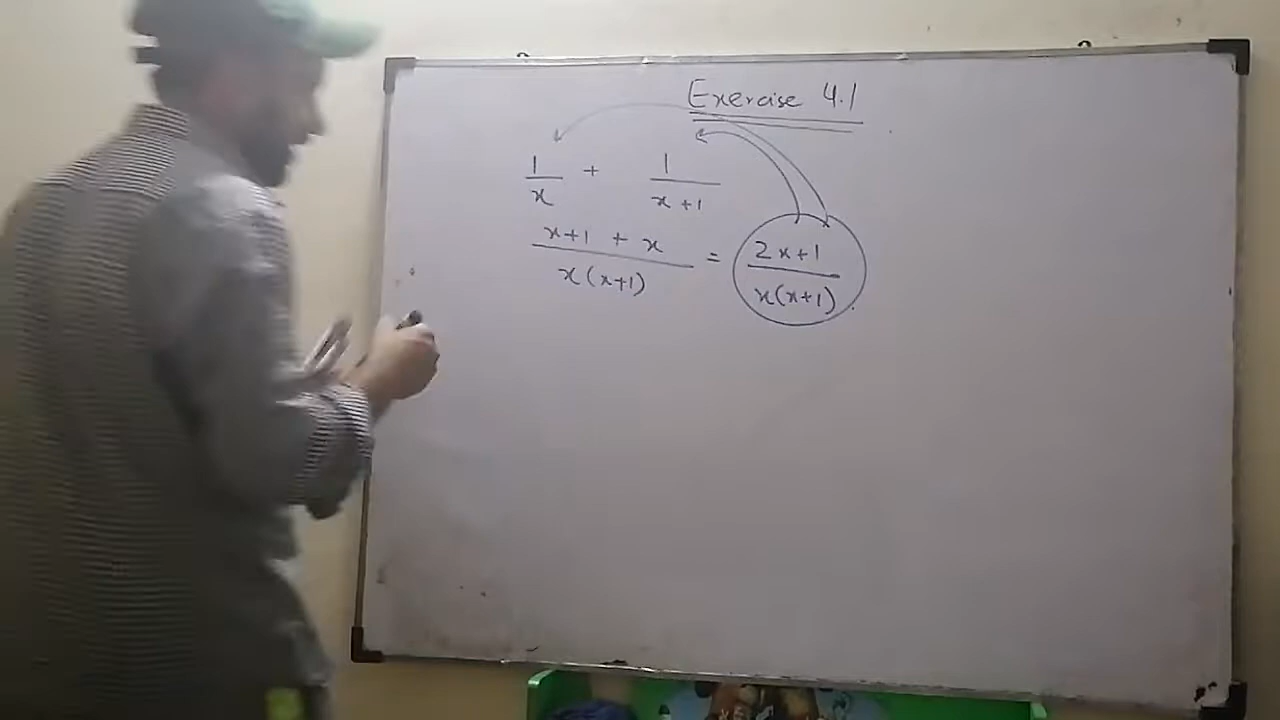 Exercise 4.1
1/x + 1/x+1
x+1 + x/x(x+1) = 2x+1/x(x+1)